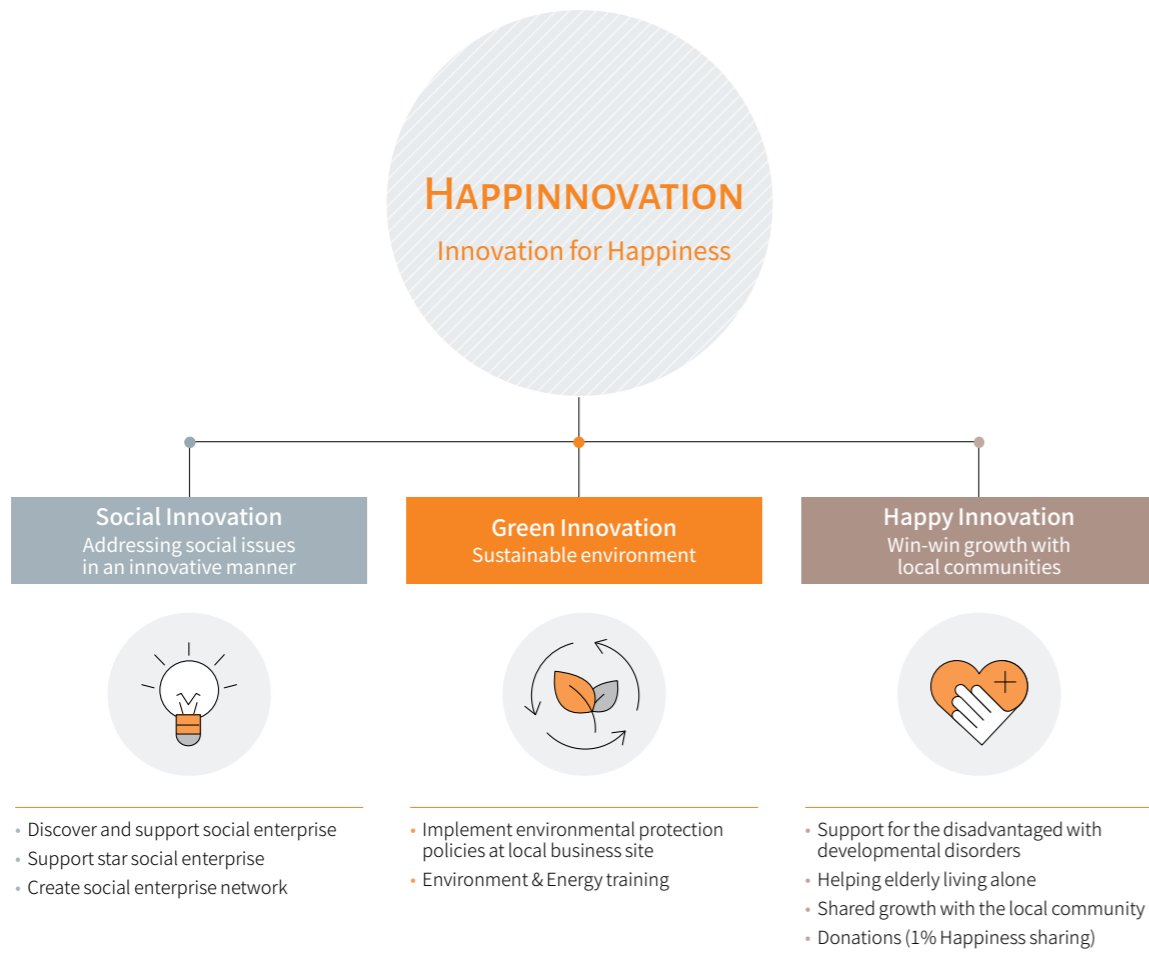 HAPPINNOVATION
Innovation for Happiness
Social Innovation
Addressing social issues
in an innovative manner
Green Innovation
Sustainable environment
Happy Innovation
Win-win growth with
local communities
• Discover and support social enterprise
• Support star social enterprise
• Create social enterprise network
• Implement environmental protection
policies at local business site
• Environment & Energy training
• Support for the disadvantaged with
developmental disorders
• Helping elderly living alone
• Shared growth with the local community
• Donations (1% Happiness sharing)